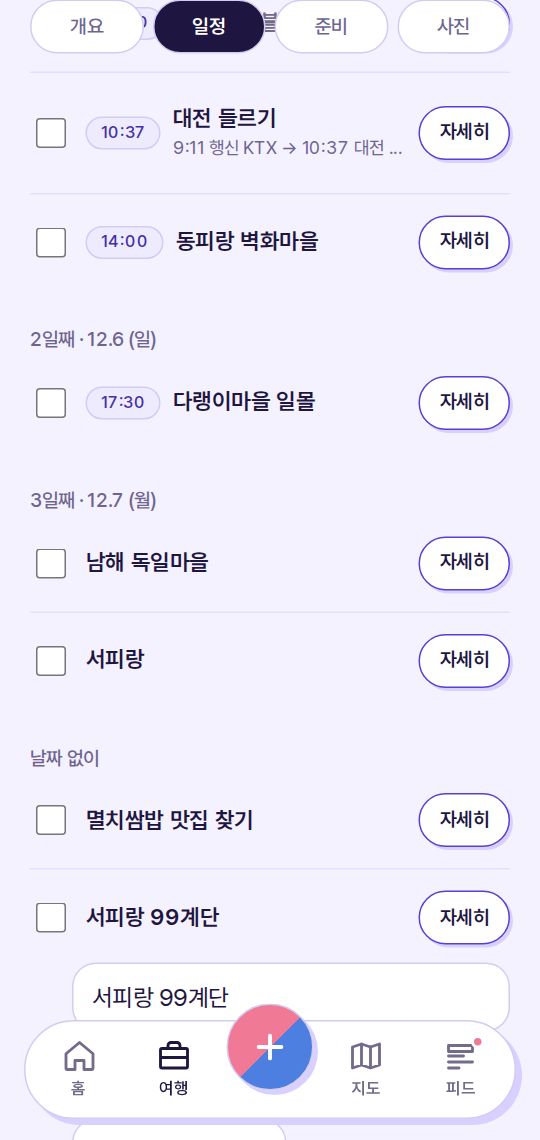 개요
일정
준비
사진
10:37
대전 들르기
9:11 행신 KTX → 10:37 대전 ...
자세히
14:00
동피랑 벽화마을
자세히
2일째 · 12.6 (일)
17:30
다랭이마을 일몰
자세히
3일째 · 12.7 (월)
남해 독일마을
자세히
서피랑
자세히
날짜 없이
멸치쌈밥 맛집 찾기
자세히
서피랑 99계단
자세히
서피랑 99계단
홈
여행
지도
피드